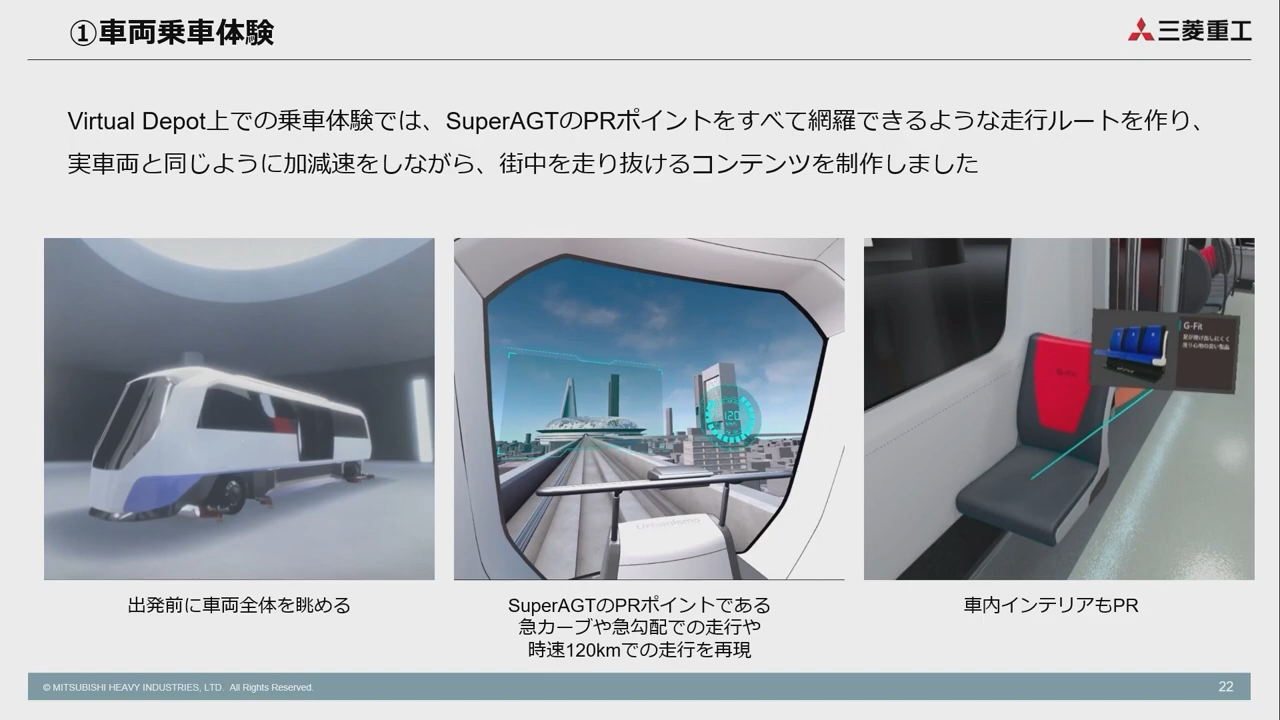 ①車両乗車体験
三菱重工
Virtual Depot上での乗車体験では、SuperAGTのPRポイントをすべて網羅できるような走行ルートを作り、
実車両と同じように加減速をしながら、街中を走り抜けるコンテンツを制作しました
120
Urbanismo
G-Fit
出発前に車両全体を眺める
SuperAGTのPRポイントである
急カーブや急勾配での走行や
時速120kmでの走行を再現
車内インテリアもPR
© MITSUBISHI HEAVY INDUSTRIES, LTD. All Rights Reserved.
22